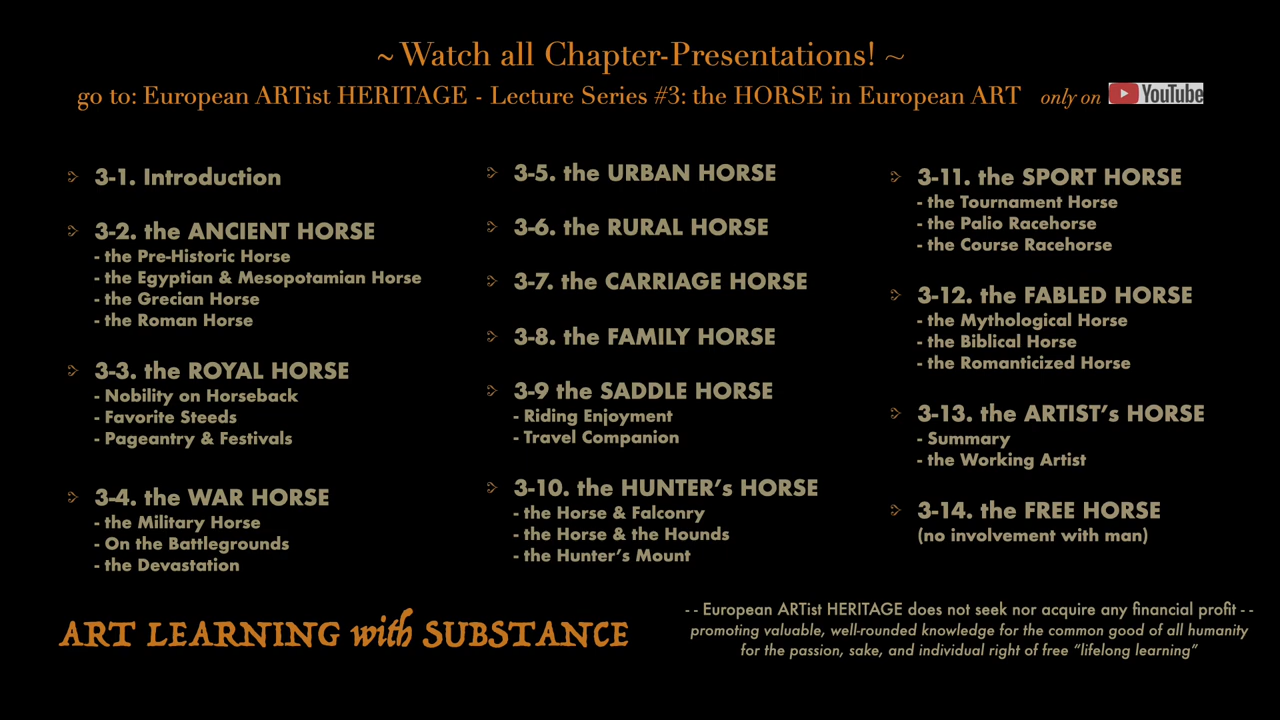 ~ Watch all Chapter-Presentations! ~
go to: European ARTist HERITAGE - Lecture Series #3: the HORSE in European ART only on YouTube
3-1. Introduction
3-2. the ANCIENT HORSE
- the Pre-Historic Horse
- the Egyptian & Mesopotamian Horse
- the Grecian Horse
- the Roman Horse
3-3. the ROYAL HORSE
- Nobility on Horseback
- Favorite Steeds
- Pageantry & Festivals
3-4. the WAR HORSE
- the Military Horse
- On the Battlegrounds
- the Devastation
3-5. the URBAN HORSE
3-6. the RURAL HORSE
3-7. the CARRIAGE HORSE
3-8. the FAMILY HORSE
3-9 the SADDLE HORSE
- Riding Enjoyment
- Travel Companion
3-10. the HUNTER's HORSE
- the Horse & Falconry
- the Horse & the Hounds
- the Hunter's Mount
3-11. the SPORT HORSE
- the Tournament Horse
- the Palio Racehorse
- the Course Racehorse
3-12. the FABLED HORSE
- the Mythological Horse
- the Biblical Horse
- the Romanticized Horse
3-13. the ARTIST's HORSE
- Summary
- the Working Artist
3-14. the FREE HORSE
(no involvement with man)
ART LEARNING with SUBSTANCE
- - European ARTist HERITAGE does not seek nor acquire any financial profit - -
promoting valuable, well-rounded knowledge for the common good of all humanity
for the passion, sake, and individual right of free "lifelong learning"